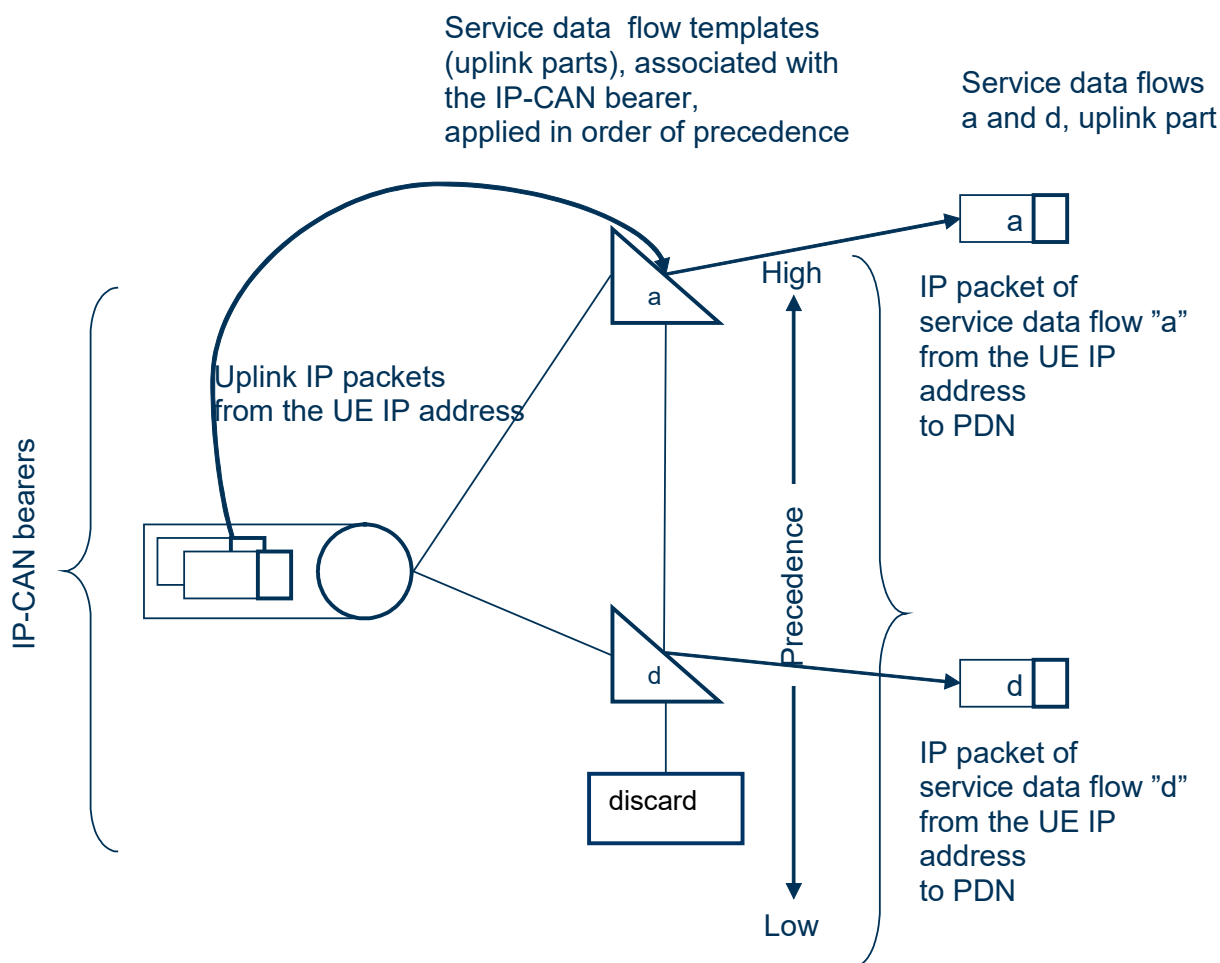 Service data  flow templates
(uplink parts), associated with
the IP-CAN bearer,
applied in order of precedence
Service data flows
a and d, uplink part
a
a
High
IP packet of
service data flow ”a”
from the UE IP
address
to PDN
Uplink IP packets
from the UE IP address
IP-CAN bearers
Precedence
d
d
discard
IP packet of
service data flow ”d”
from the UE IP
address
to PDN
Low